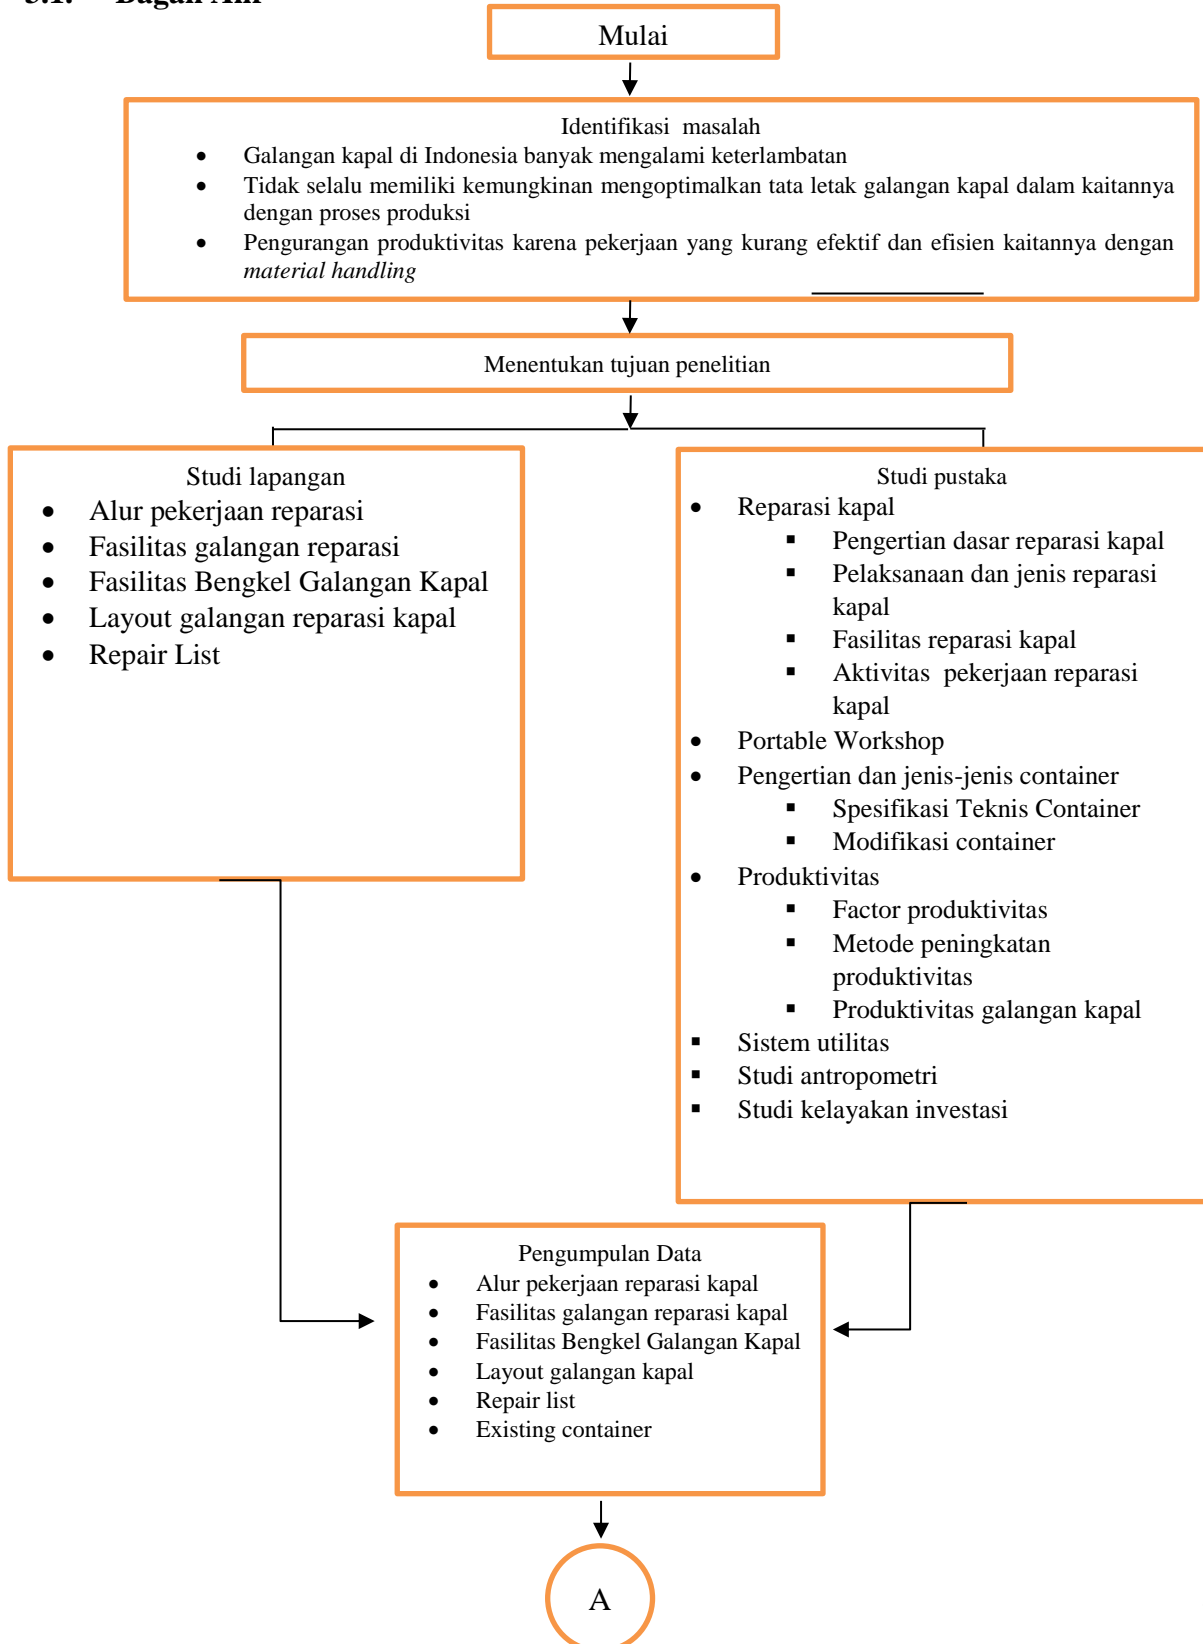 3.1. Bagan Alir
Mulai
Identifikasi masalah
• Galangan kapal di Indonesia banyak mengalami keterlambatan
• Tidak selalu memiliki kemungkinan mengoptimalkan tata letak galangan kapal dalam kaitannya
dengan proses produksi
• Pengurangan produktivitas karena pekerjaan yang kurang efektif dan efisien kaitannya dengan
material handling
Menentukan tujuan penelitian
Studi lapangan
• Alur pekerjaan reparasi
• Fasilitas galangan reparasi
• Fasilitas Bengkel Galangan Kapal
• Layout galangan reparasi kapal
• Repair List
Studi pustaka
• Reparasi kapal
▪ Pengertian dasar reparasi kapal
▪ Pelaksanaan dan jenis reparasi
kapal
▪ Fasilitas reparasi kapal
▪ Aktivitas pekerjaan reparasi
kapal
• Portable Workshop
• Pengertian dan jenis-jenis container
▪ Spesifikasi Teknis Container
▪ Modifikasi container
• Produktivitas
▪ Factor produktivitas
▪ Metode peningkatan
produktivitas
▪ Produktivitas galangan kapal
▪ Sistem utilitas
▪ Studi antropometri
▪ Studi kelayakan investasi
Pengumpulan Data
• Alur pekerjaan reparasi kapal
• Fasilitas galangan reparasi kapal
• Fasilitas Bengkel Galangan Kapal
• Layout galangan kapal
• Repair list
• Existing container
A